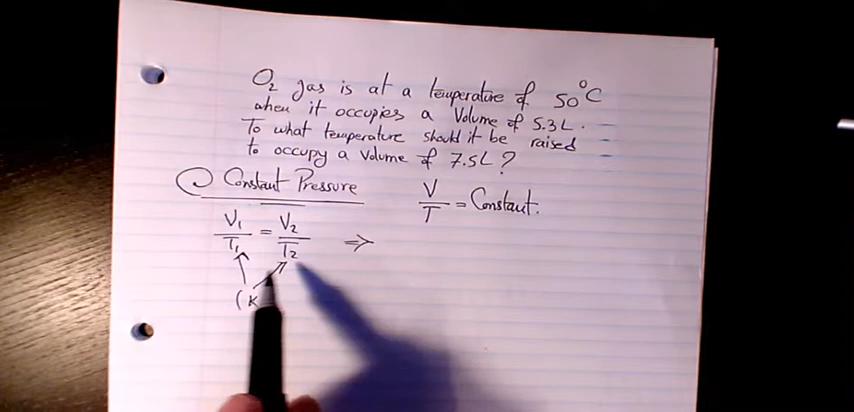 O₂ gas is at a temperature of 50°C
when it occupies a Volume of 5.3L.
To what temperature should it be raised
to occupy a Volume of 7.5L?
@ Constant Pressure
V/T = Constant.
V₁/T₁ = V₂/T₂ ⇒
(K